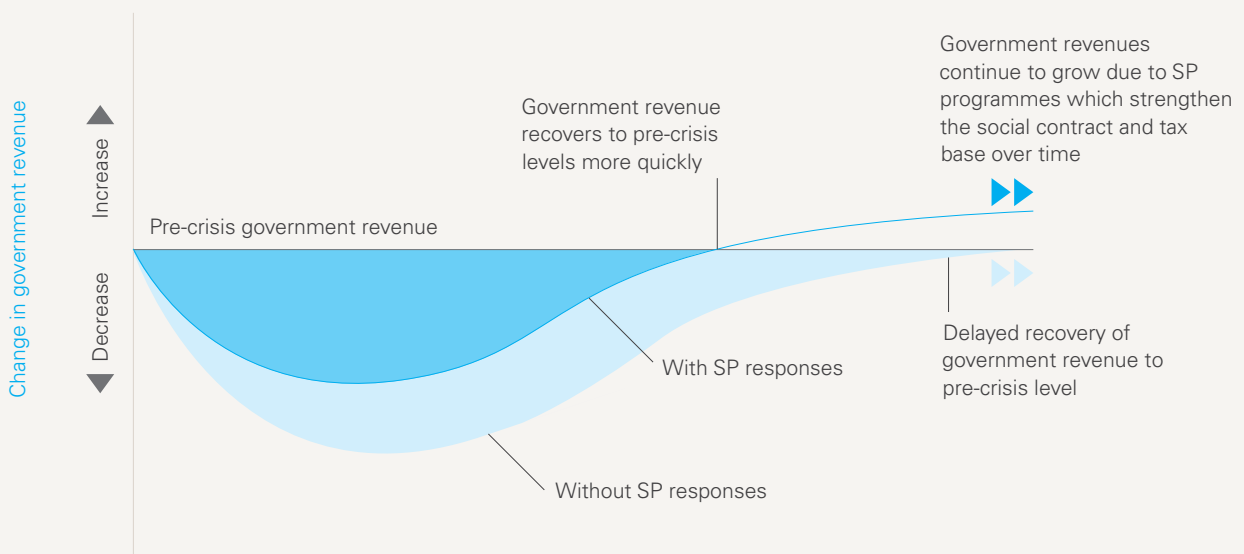 Change in government revenue
Increase
Decrease
Pre-crisis government revenue
Government revenue
recovers to pre-crisis
levels more quickly
Government revenues
continue to grow due to SP
programmes which strengthen
the social contract and tax
base over time
With SP responses
Without SP responses
Delayed recovery of
government revenue to
pre-crisis level